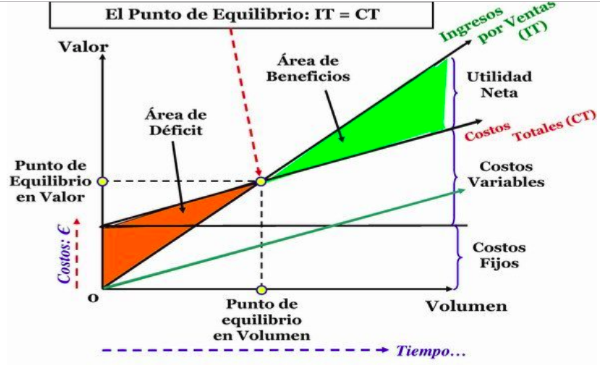 El Punto de Equilibrio: IT = CT
Valor
Ingresos
por Ventas
(IT)
Área de
Beneficios
Utilidad
Neta
Área de
Déficit
Costos Totales (CT)
Punto de
Equilibrio
en Valor
Costos
Variables
Costos: €
Costos
Fijos
0
Punto de
equilibrio
en Volumen
Volumen
Tiempo...